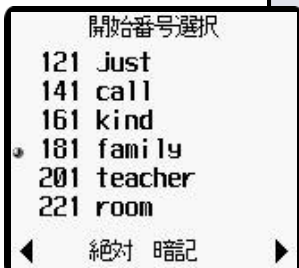 開始番号選択
121 just
141 call
161 kind
181 family
201 teacher
221 room
絶対 暗記